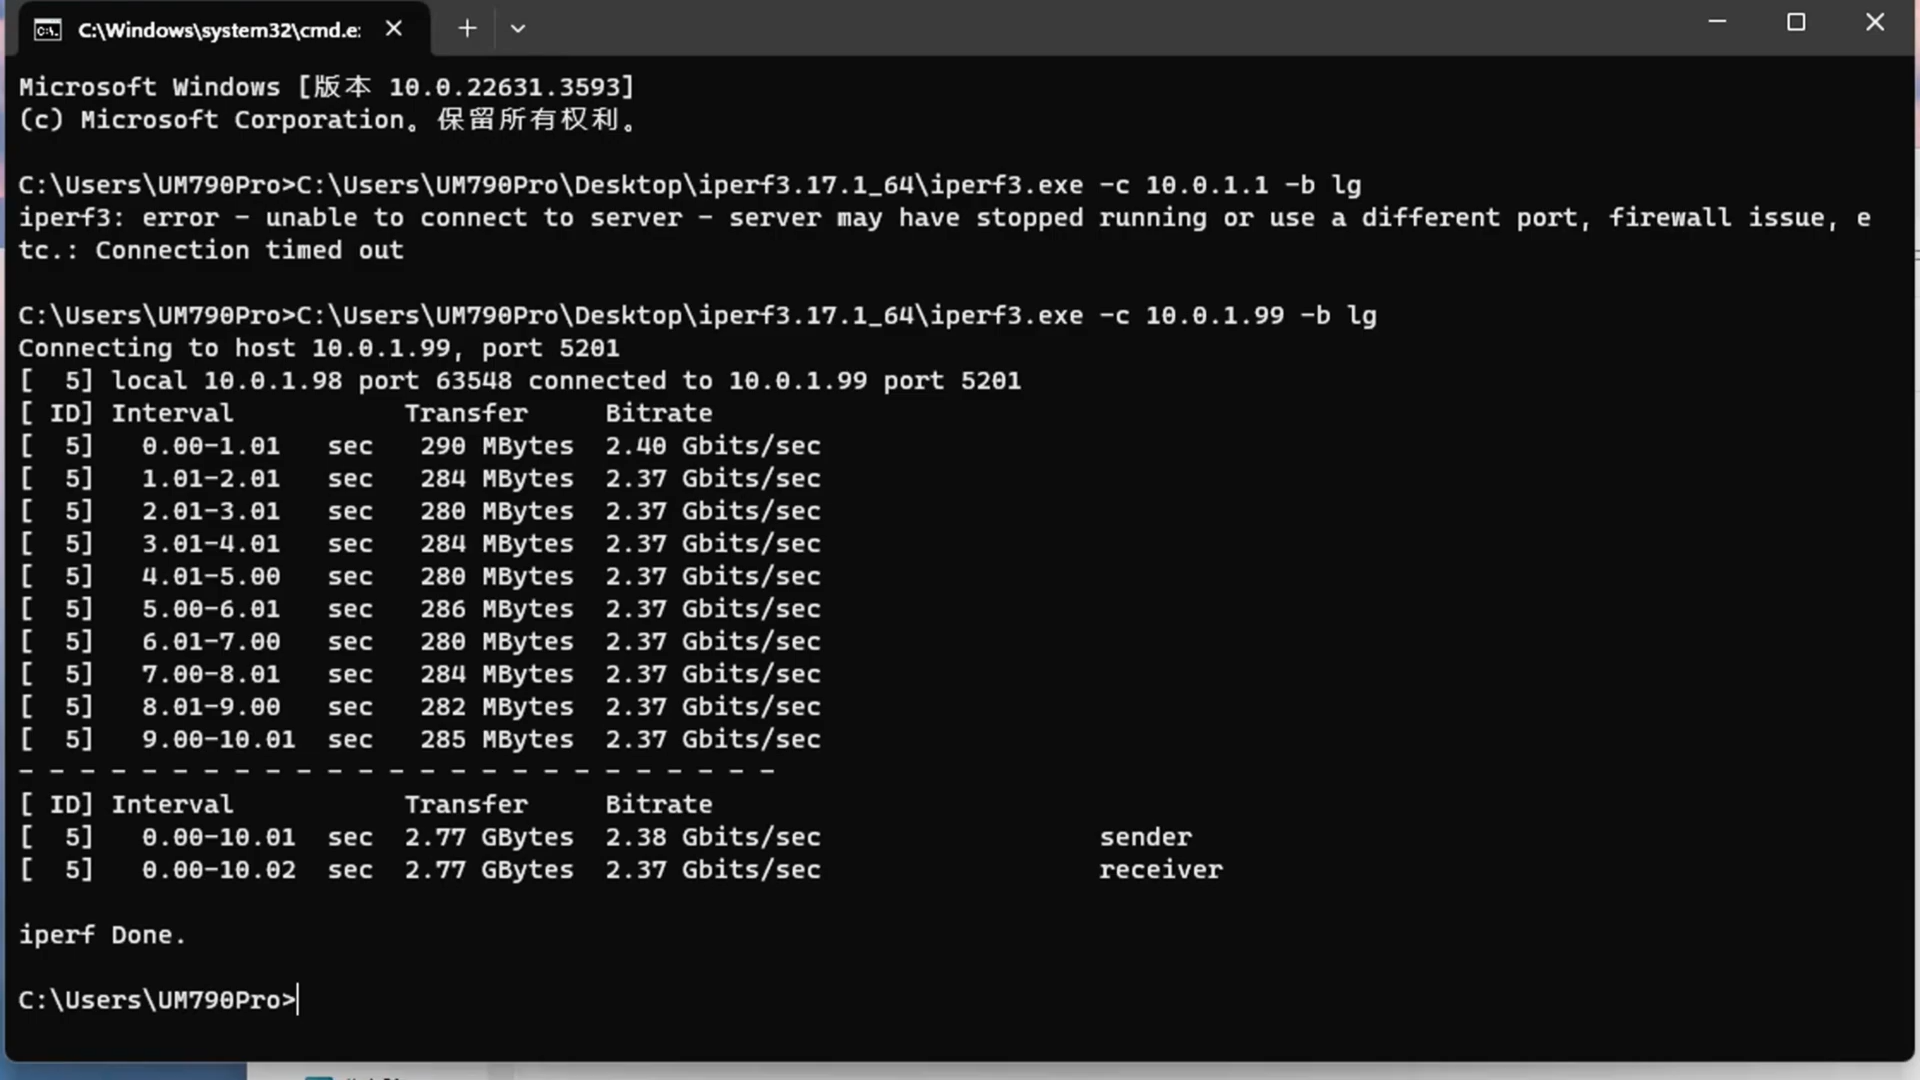 C:\Windows\system32\cmd.e:
Microsoft Windows [版本 10.0.22631.3593]
(c) Microsoft Corporation。保留所有权利。
C:\Users\UM790Pro>C:\Users\UM790Pro\Desktop\iperf3.17.1_64\iperf3.exe -c 10.0.1.1 -b lg
iperf3: error - unable to connect to server - server may have stopped running or use a different port, firewall issue, e
tc.: Connection timed out
C:\Users\UM790Pro>C:\Users\UM790Pro\Desktop\iperf3.17.1_64\iperf3.exe -c 10.0.1.99 -b lg
Connecting to host 10.0.1.99, port 5201
[  5] local 10.0.1.98 port 63548 connected to 10.0.1.99 port 5201
[ ID] Interval           Transfer     Bitrate
[  5]   0.00-1.01   sec   290 MBytes  2.40 Gbits/sec
[  5]   1.01-2.01   sec   284 MBytes  2.37 Gbits/sec
[  5]   2.01-3.01   sec   280 MBytes  2.37 Gbits/sec
[  5]   3.01-4.01   sec   284 MBytes  2.37 Gbits/sec
[  5]   4.01-5.00   sec   280 MBytes  2.37 Gbits/sec
[  5]   5.00-6.01   sec   286 MBytes  2.37 Gbits/sec
[  5]   6.01-7.00   sec   280 MBytes  2.37 Gbits/sec
[  5]   7.00-8.01   sec   284 MBytes  2.37 Gbits/sec
[  5]   8.01-9.00   sec   282 MBytes  2.37 Gbits/sec
[  5]   9.00-10.01  sec   285 MBytes  2.37 Gbits/sec
- - - - - - - - - - - - - - - - - - - - - - - - -
[ ID] Interval           Transfer     Bitrate
[  5]   0.00-10.01  sec  2.77 GBytes  2.38 Gbits/sec                  sender
[  5]   0.00-10.02  sec  2.77 GBytes  2.37 Gbits/sec                  receiver
iperf Done.
C:\Users\UM790Pro>